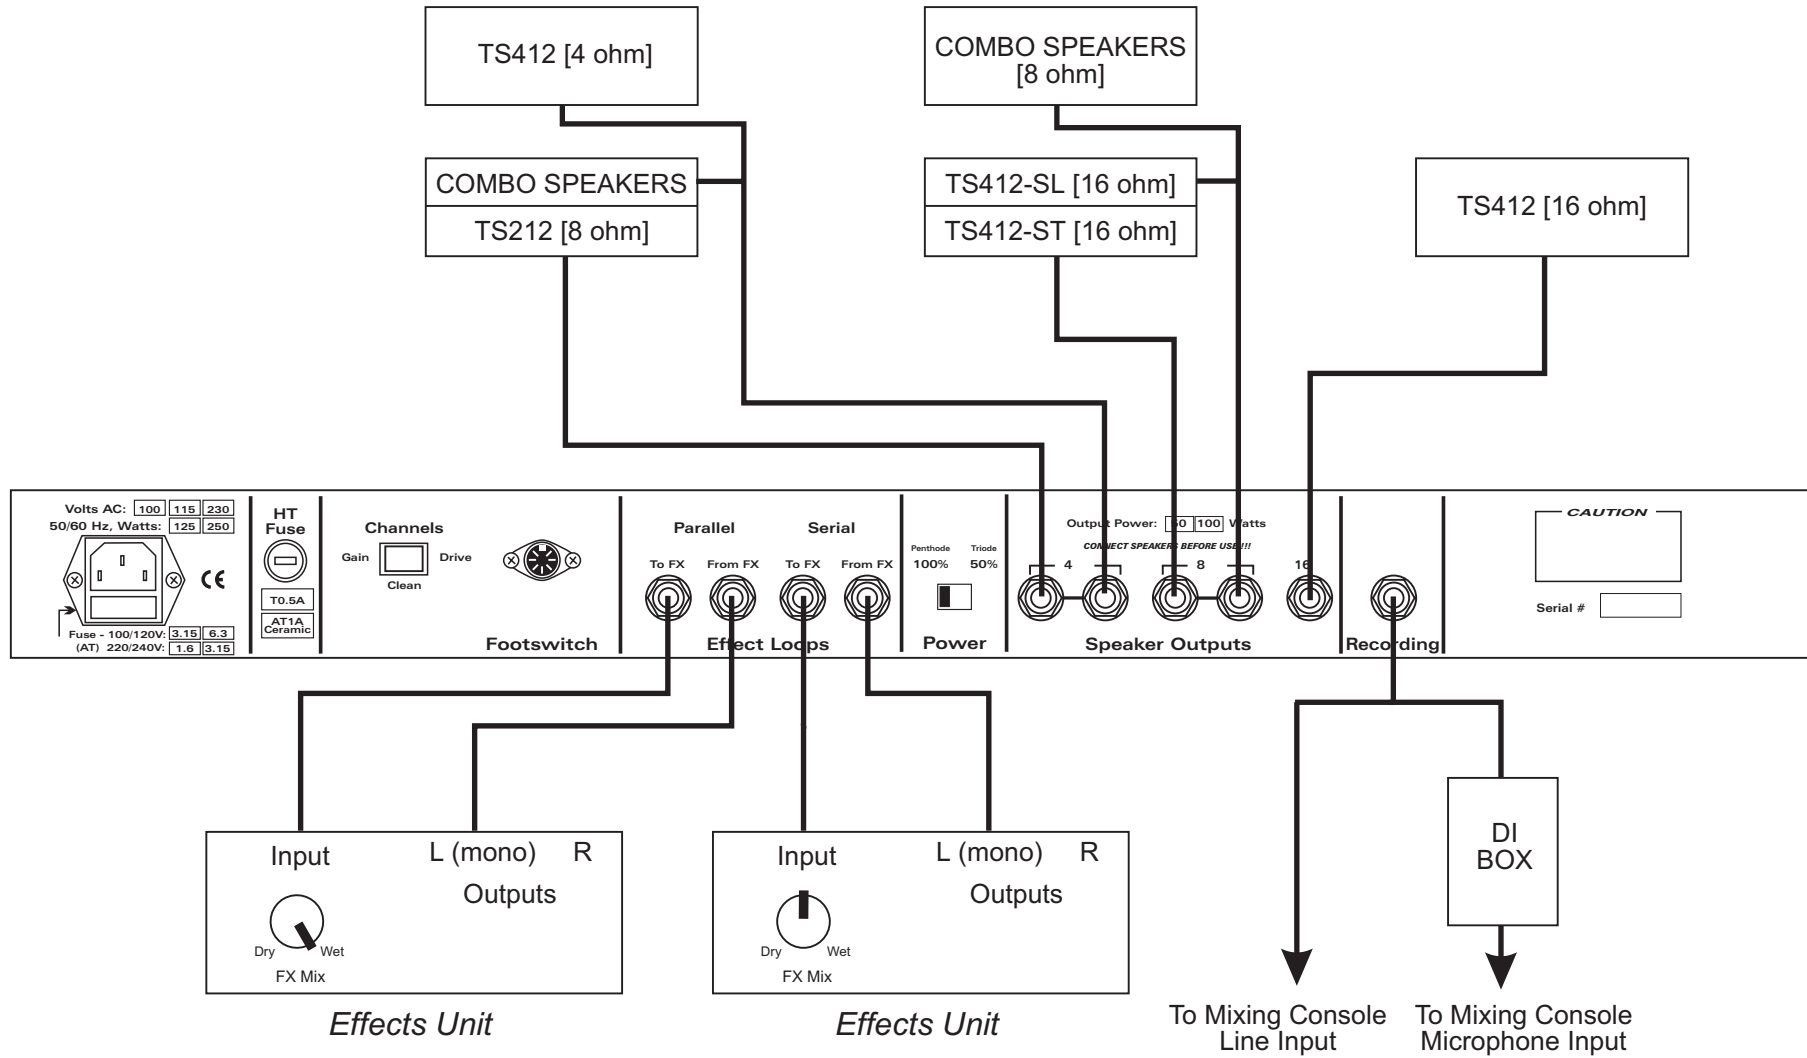 TS412 [4 ohm]
COMBO SPEAKERS
[8 ohm]
COMBO SPEAKERS
TS212 [8 ohm]
TS412-SL [16 ohm]
TS412-ST [16 ohm]
TS412 [16 ohm]
Volts AC: 100 115 230
50/60 Hz, Watts: 125 250
Fuse - 100/120V: 3.15 6.3
(AT) 220/240V: 1.6 3.15
CE
HT
Fuse
T0.5A
AT1A
Ceramic
Channels
Gain
Drive
Clean
Footswitch
Parallel
Serial
To FX
From FX
To FX
From FX
Effect Loops
Penthode
100%
Triode
50%
Power
Output Power: 50 100 Watts
CONNECT SPEAKERS BEFORE USE!!!
4
8
16
Speaker Outputs
Recording
CAUTION
Serial #
Input
L (mono)
R
Outputs
Dry
Wet
FX Mix
Effects Unit
Input
L (mono)
R
Outputs
Dry
Wet
FX Mix
Effects Unit
DI
BOX
To Mixing Console
Line Input
To Mixing Console
Microphone Input